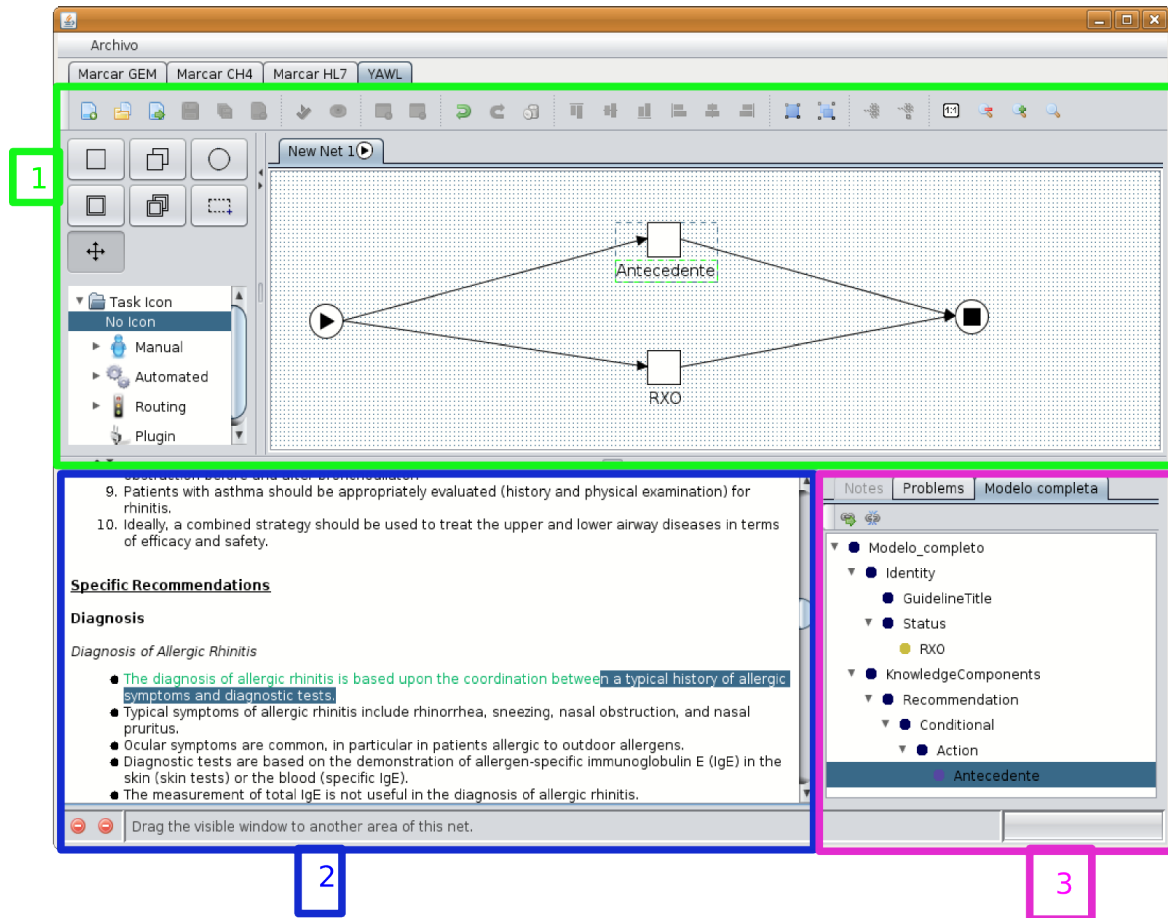 Archivo
Marcar GEM
Marcar CH4
Marcar HL7
YAWL
1:1
1
New Net 1
Antecedente
RXO
Task Icon
No Icon
Manual
Automated
Routing
Plugin
obstruction before and after bronchodilator
9. Patients with asthma should be appropriately evaluated (history and physical examination) for
rhinitis.
10. Ideally, a combined strategy should be used to treat the upper and lower airway diseases in terms
of efficacy and safety.
Specific Recommendations
Diagnosis
Diagnosis of Allergic Rhinitis
The diagnosis of allergic rhinitis is based upon the coordination between a typical history of allergic
symptoms and diagnostic tests.
Typical symptoms of allergic rhinitis include rhinorrhea, sneezing, nasal obstruction, and nasal
pruritus.
Ocular symptoms are common, in particular in patients allergic to outdoor allergens.
Diagnostic tests are based on the demonstration of allergen-specific immunoglobulin E (IgE) in the
skin (skin tests) or the blood (specific IgE).
The measurement of total IgE is not useful in the diagnosis of allergic rhinitis.
Drag the visible window to another area of this net.
2
Notes
Problems
Modelo completa
Modelo_completo
Identity
GuidelineTitle
Status
RXO
KnowledgeComponents
Recommendation
Conditional
Action
Antecedente
3